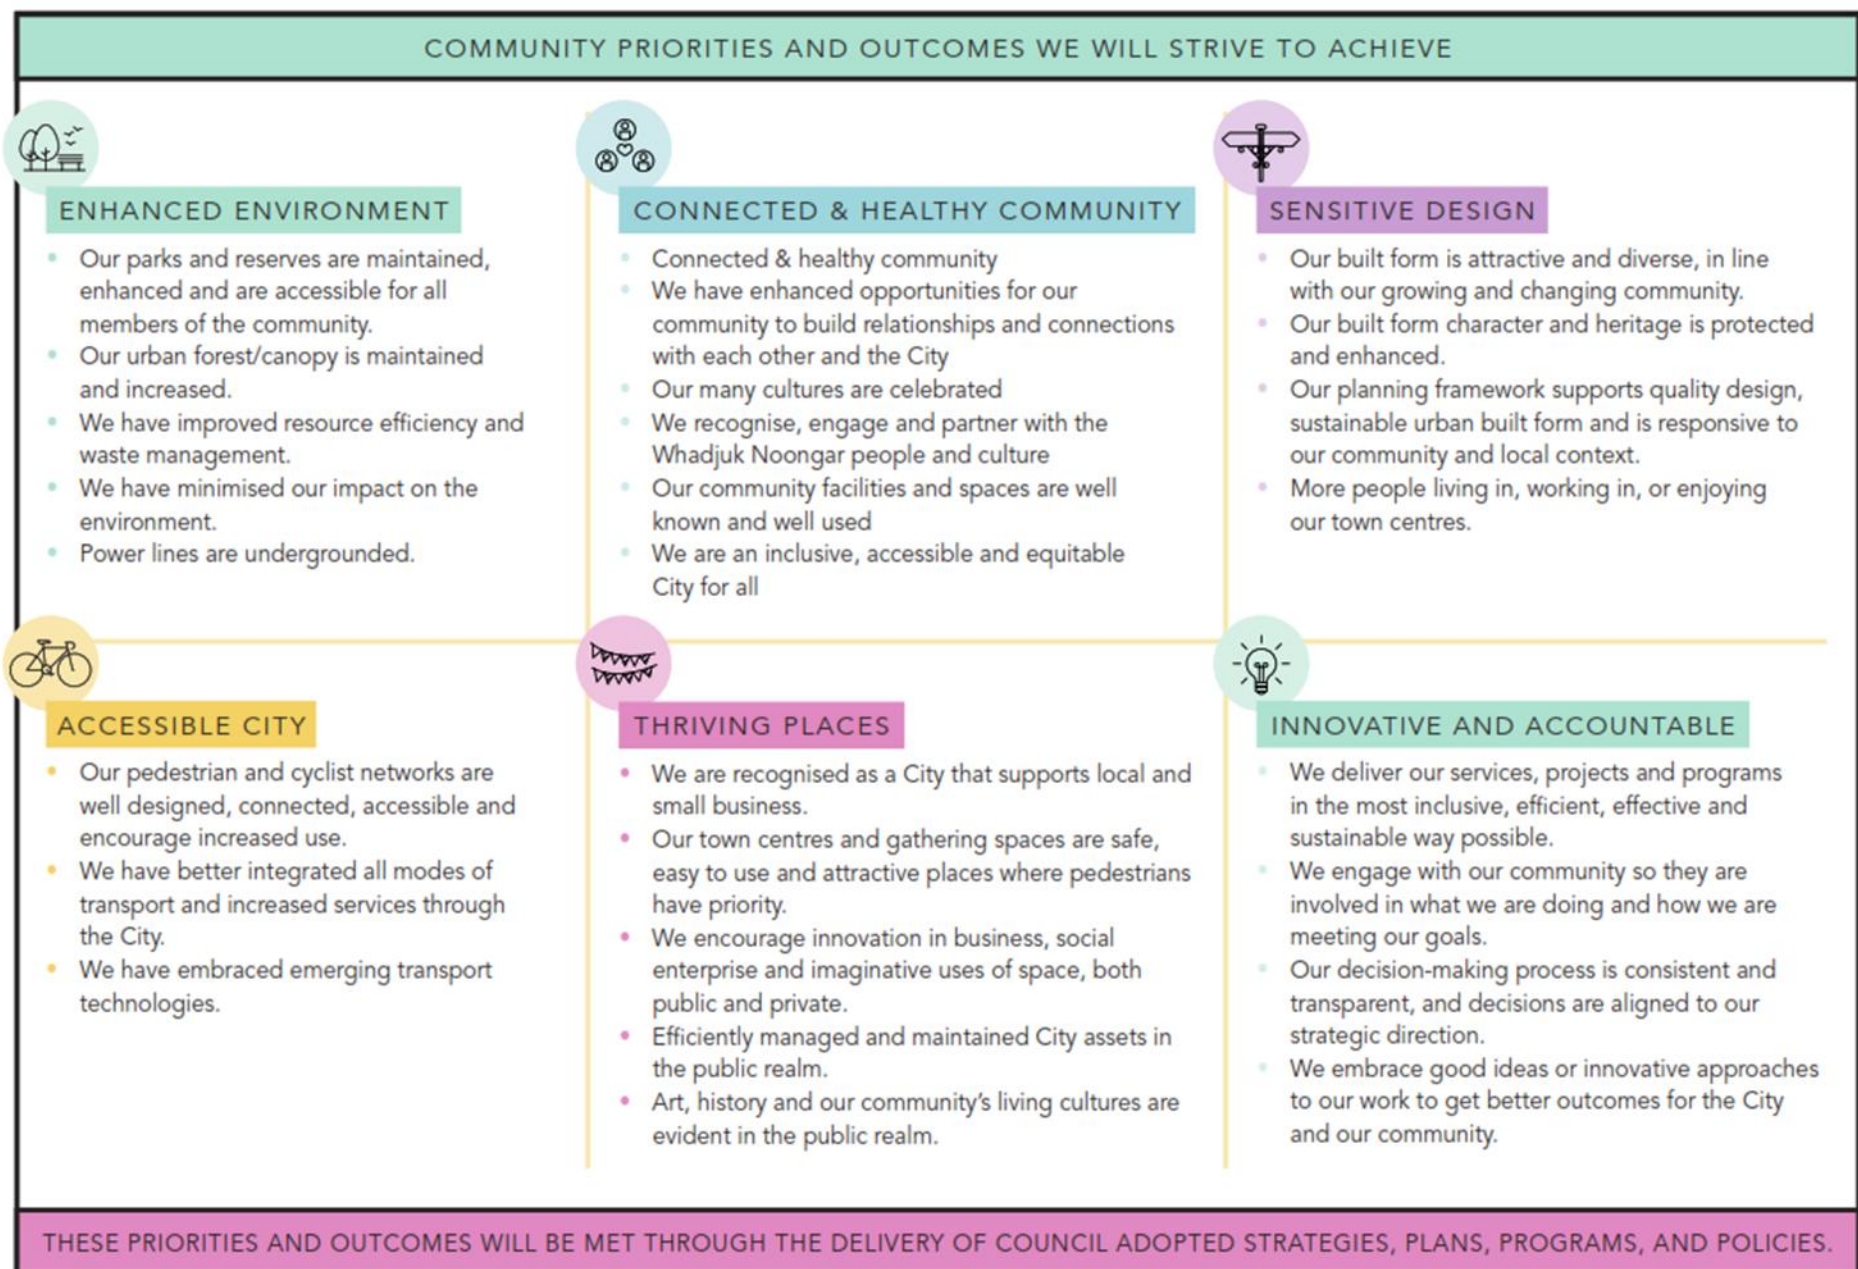 COMMUNITY PRIORITIES AND OUTCOMES WE WILL STRIVE TO ACHIEVE
ENHANCED ENVIRONMENT
• Our parks and reserves are maintained,
enhanced and are accessible for all
members of the community.
• Our urban forest/canopy is maintained
and increased.
• We have improved resource efficiency and
waste management.
• We have minimised our impact on the
environment.
• Power lines are undergrounded.
CONNECTED & HEALTHY COMMUNITY
• Connected & healthy community
• We have enhanced opportunities for our
community to build relationships and connections
with each other and the City
• Our many cultures are celebrated
• We recognise, engage and partner with the
Whadjuk Noongar people and culture
• Our community facilities and spaces are well
known and well used
• We are an inclusive, accessible and equitable
City for all
SENSITIVE DESIGN
• Our built form is attractive and diverse, in line
with our growing and changing community.
• Our built form character and heritage is protected
and enhanced.
• Our planning framework supports quality design,
sustainable urban built form and is responsive to
our community and local context.
• More people living in, working in, or enjoying
our town centres.
ACCESSIBLE CITY
• Our pedestrian and cyclist networks are
well designed, connected, accessible and
encourage increased use.
• We have better integrated all modes of
transport and increased services through
the City.
• We have embraced emerging transport
technologies.
THRIVING PLACES
• We are recognised as a City that supports local and
small business.
• Our town centres and gathering spaces are safe,
easy to use and attractive places where pedestrians
have priority.
• We encourage innovation in business, social
enterprise and imaginative uses of space, both
public and private.
• Efficiently managed and maintained City assets in
the public realm.
• Art, history and our community's living cultures are
evident in the public realm.
INNOVATIVE AND ACCOUNTABLE
• We deliver our services, projects and programs
in the most inclusive, efficient, effective and
sustainable way possible.
• We engage with our community so they are
involved in what we are doing and how we are
meeting our goals.
• Our decision-making process is consistent and
transparent, and decisions are aligned to our
strategic direction.
• We embrace good ideas or innovative approaches
to our work to get better outcomes for the City
and our community.
THESE PRIORITIES AND OUTCOMES WILL BE MET THROUGH THE DELIVERY OF COUNCIL ADOPTED STRATEGIES, PLANS, PROGRAMS, AND POLICIES.